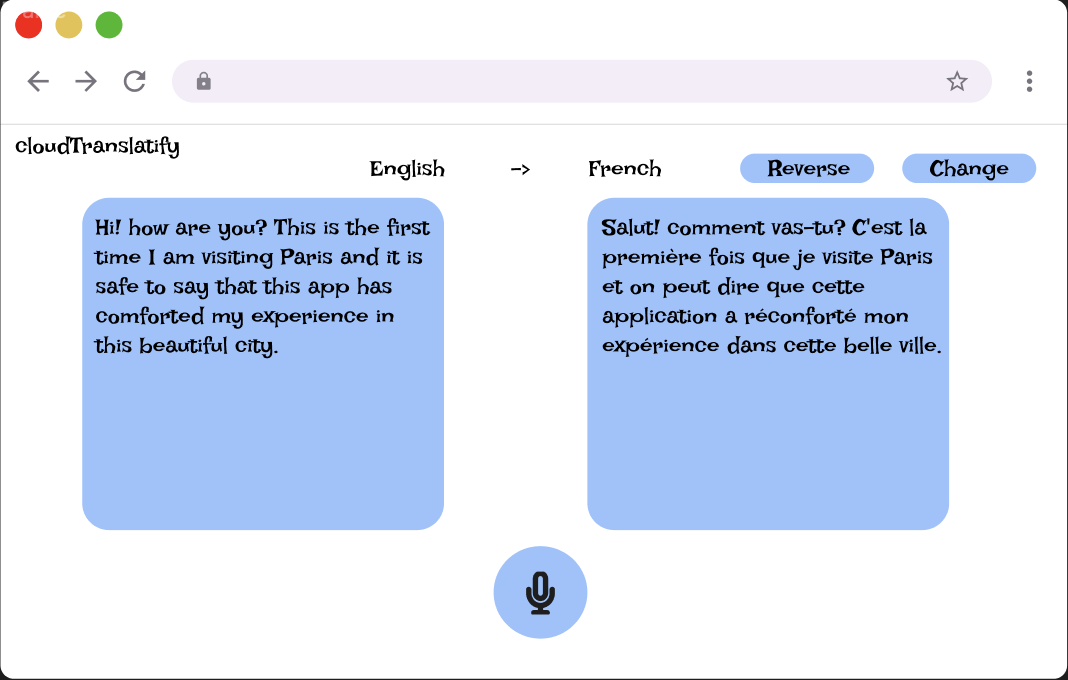 cloudTranslatify
English -> French Reverse Change
Hi! how are you? This is the first
time I am visiting Paris and it is
safe to say that this app has
comforted my experience in
this beautiful city.
Salut! comment vas-tu? C'est la
première fois que je visite Paris
et on peut dire que cette
application a réconforté mon
expérience dans cette belle ville.